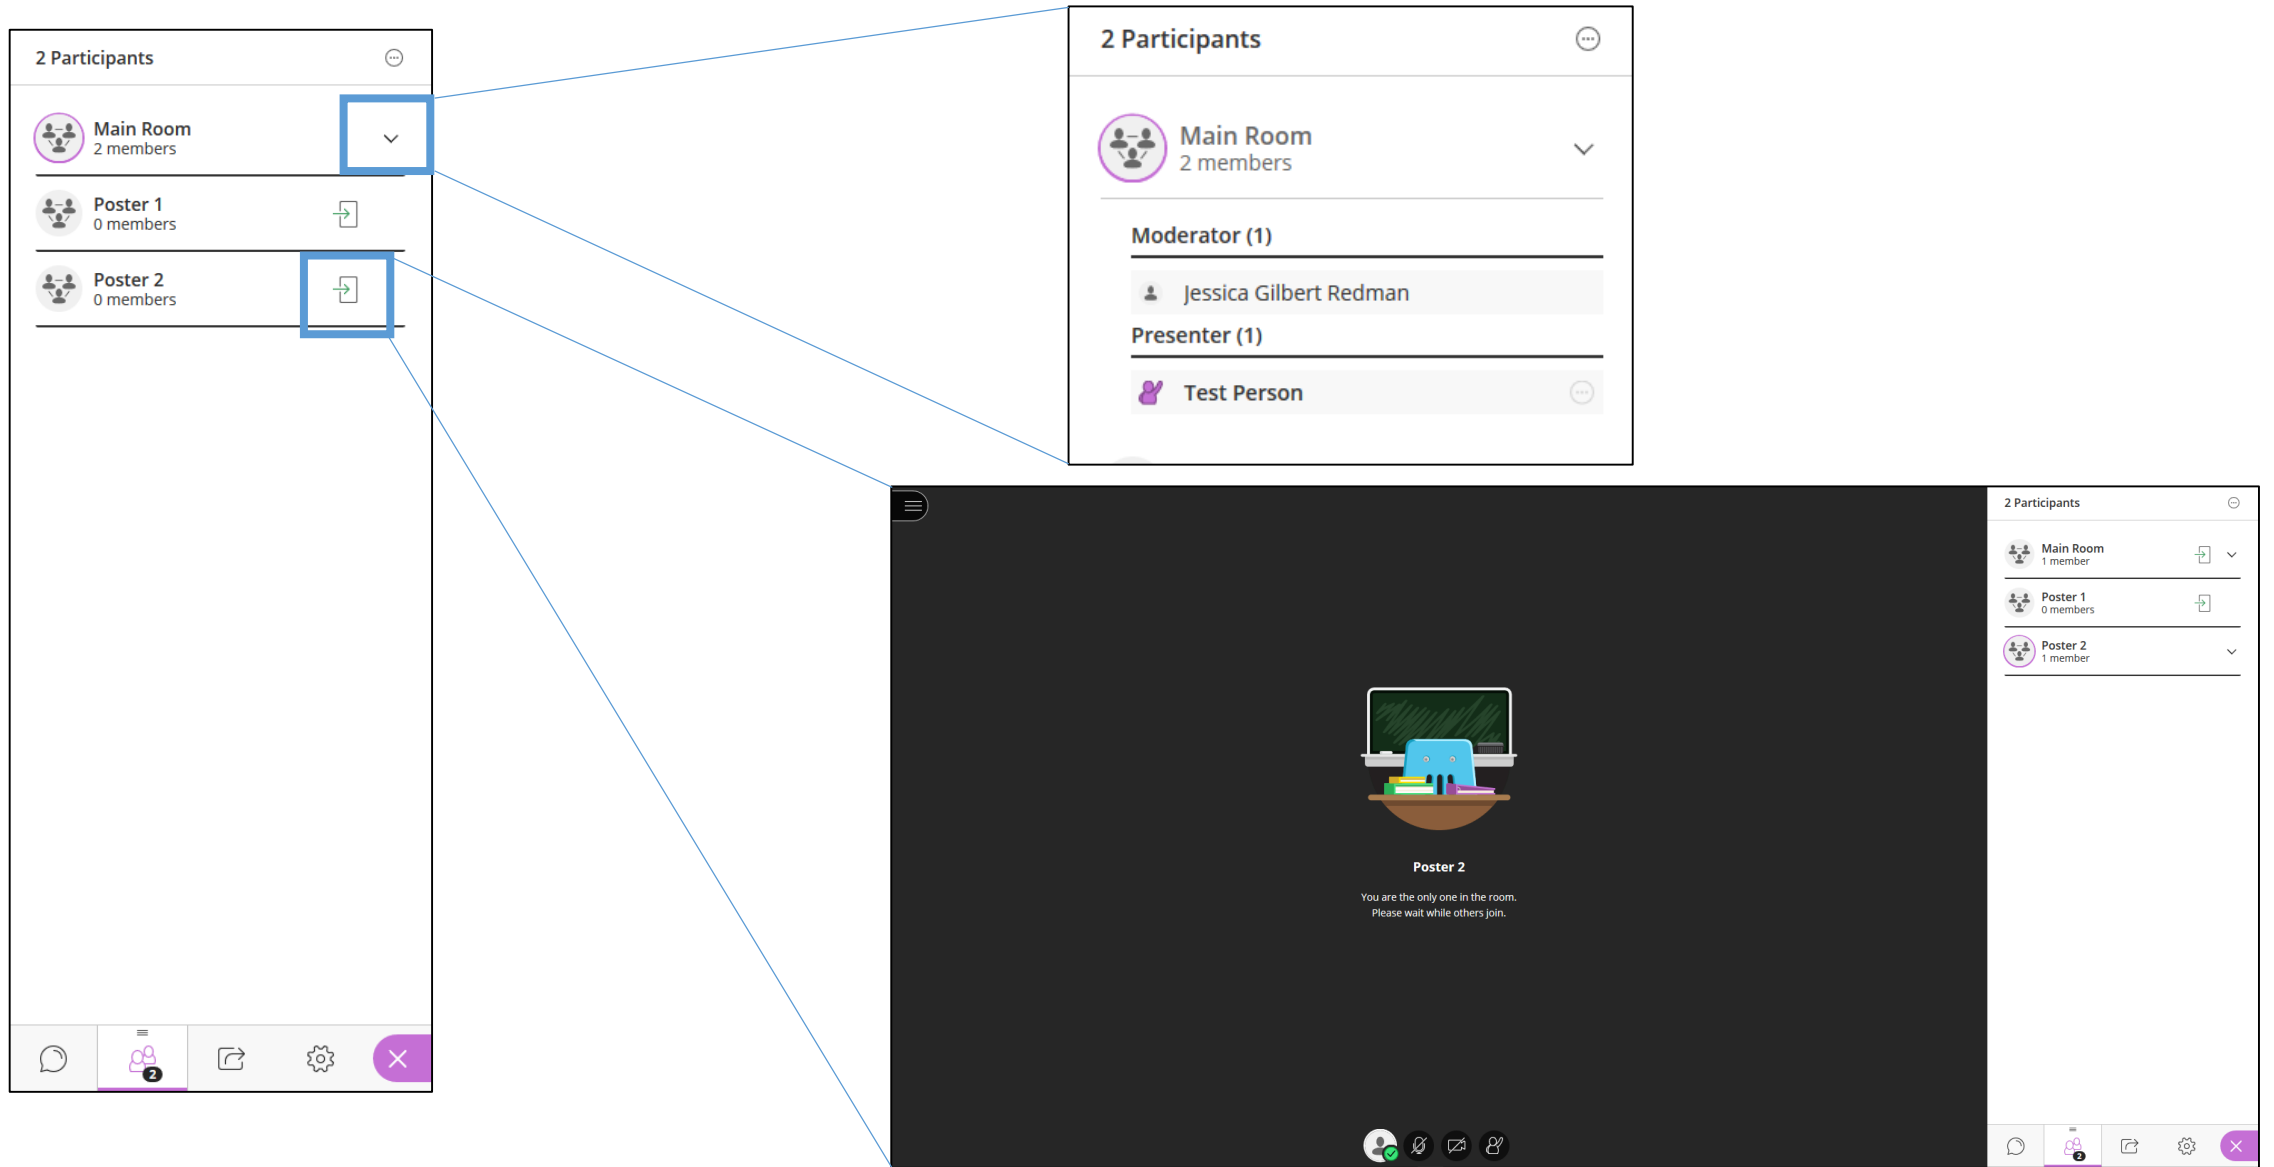 2 Participants
Main Room
2 members
Poster 1
0 members
Poster 2
0 members
2
2 Participants
Main Room
2 members
Moderator (1)
Jessica Gilbert Redman
Presenter (1)
Test Person
Poster 2
You are the only one in the room.
Please wait while others join.
2 Participants
Main Room
1 member
Poster 1
0 members
Poster 2
1 member
2